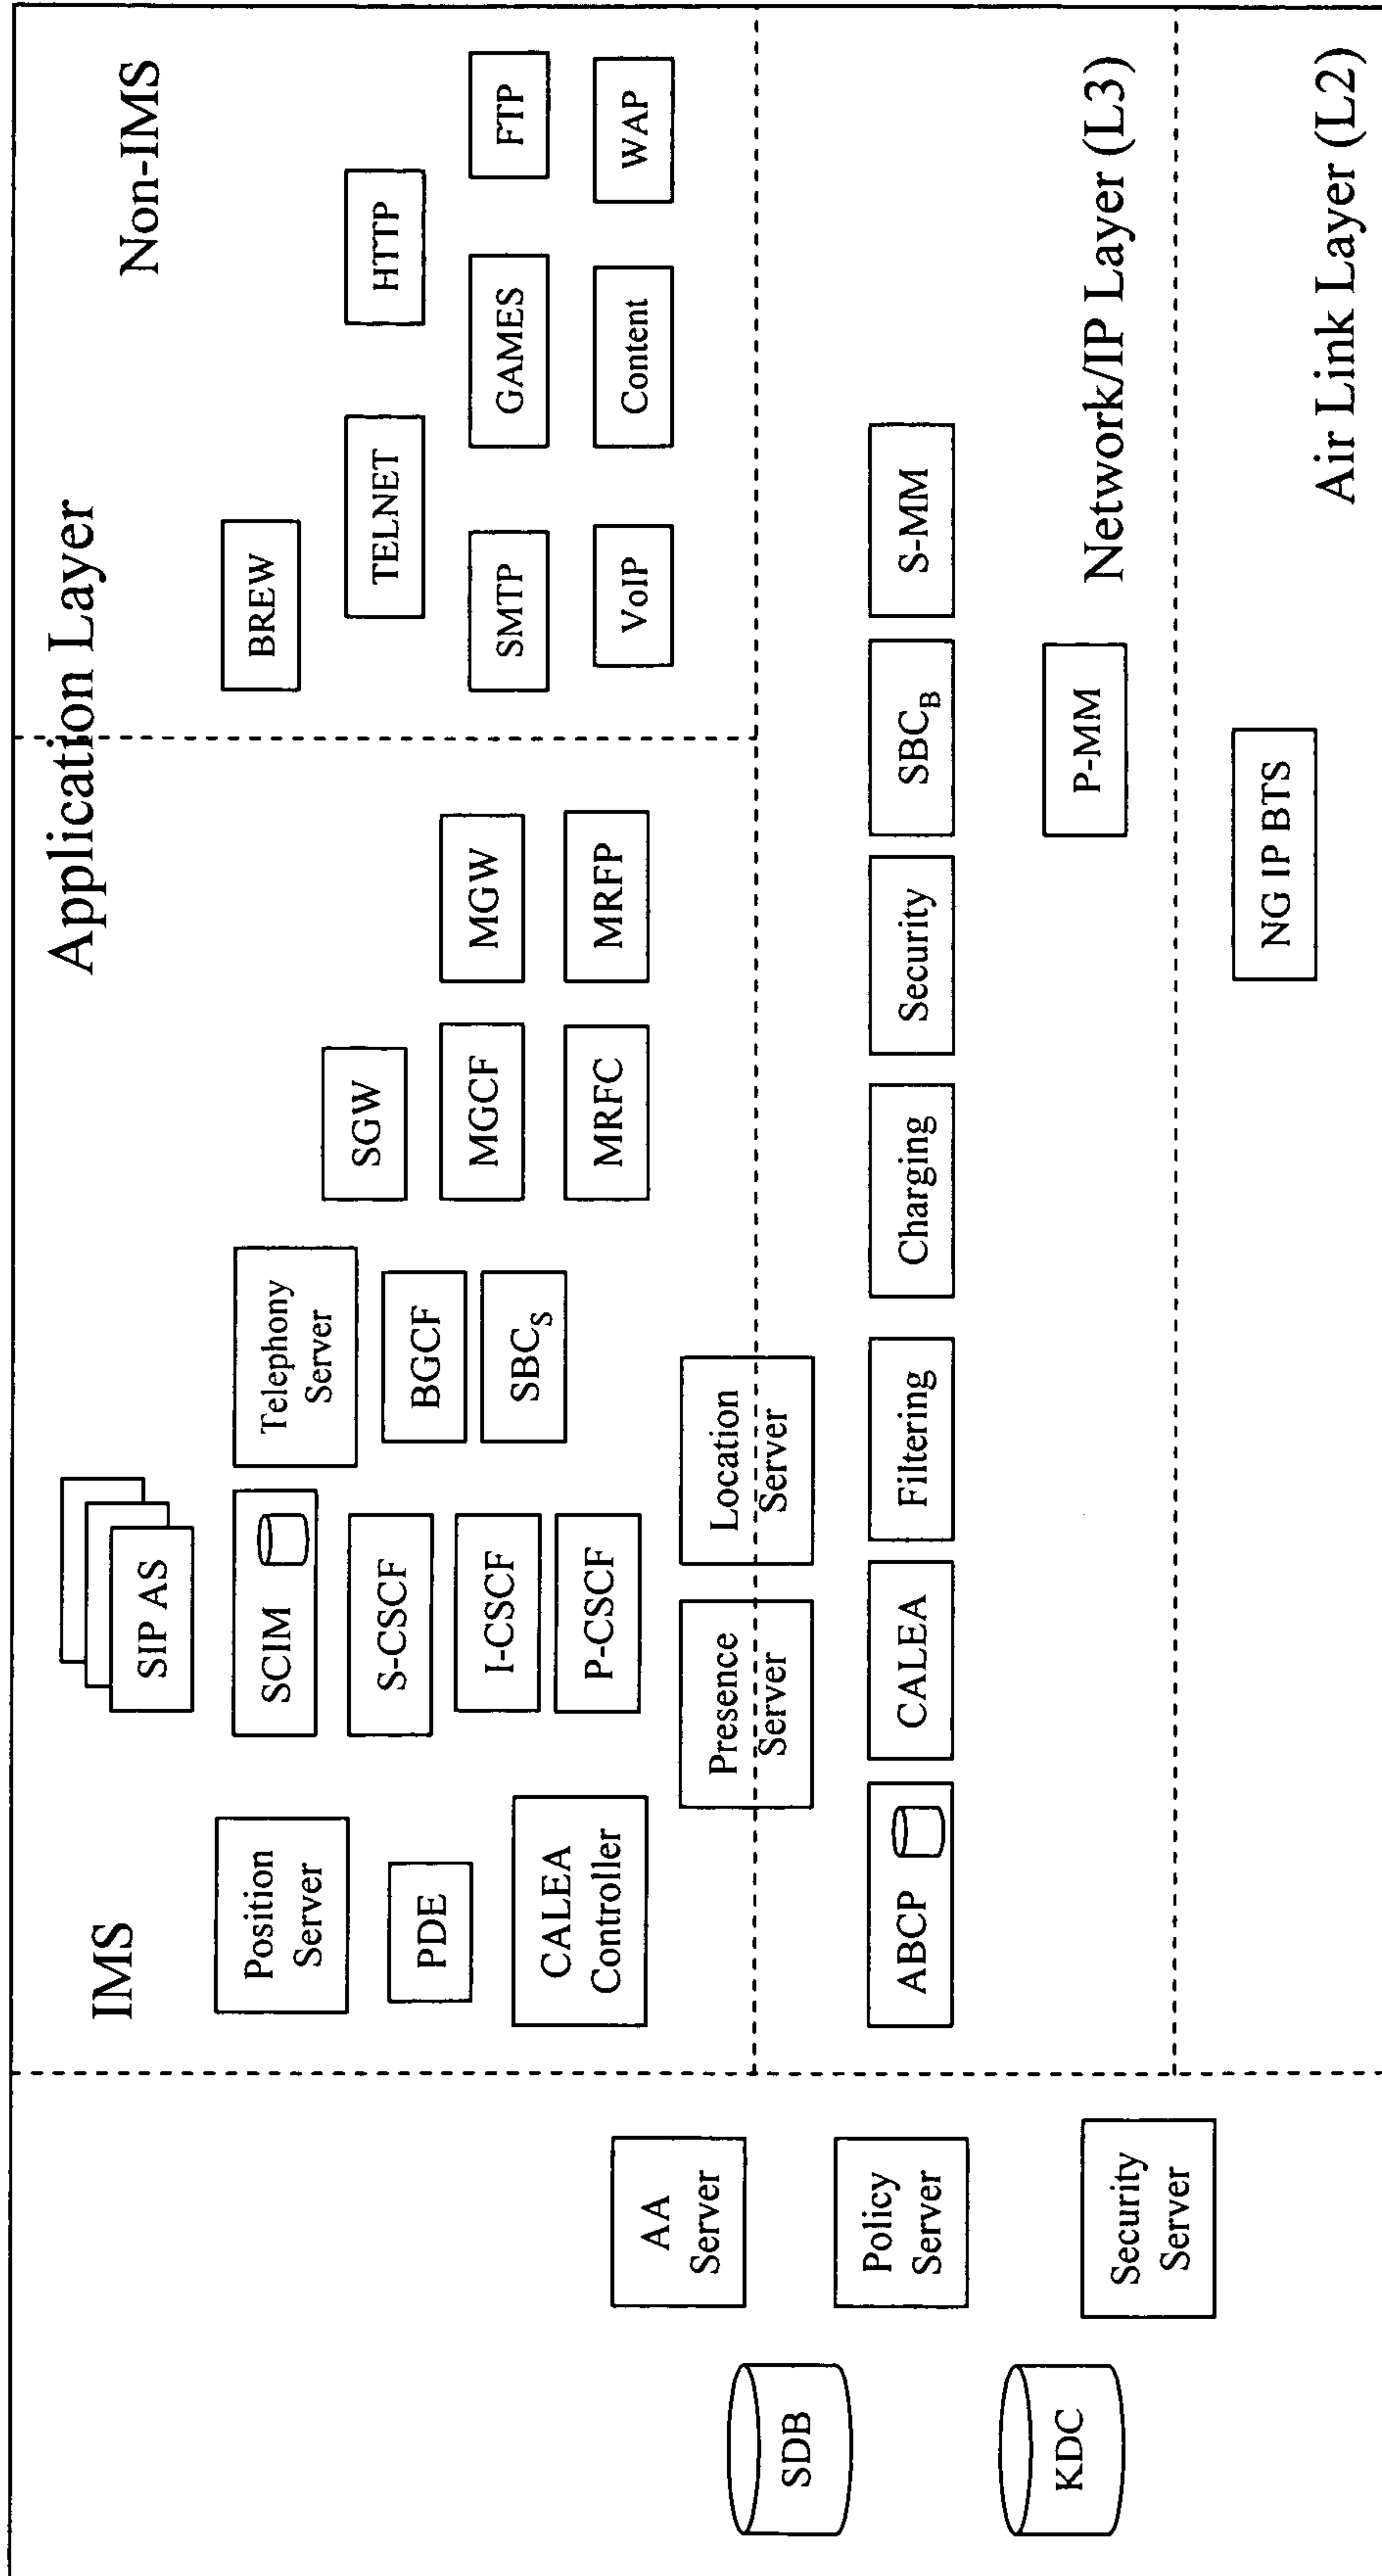 Application Layer
IMS
Non-IMS
SIP AS
Position
Server
SCIM
Telephony
Server
BREW
PDE
S-CSCF
BGCF
SGW
TELNET
HTTP
CALEA
Controller
I-CSCF
SBCS
MGCF
MGW
SMTP
GAMES
FTP
P-CSCF
MRFC
MRFP
VoIP
Content
WAP
Presence
Server
Location
Server
AA
Server
SDB
Policy
Server
ABCP
CALEA
Filtering
Charging
Security
SBCB
S-MM
KDC
Security
Server
P-MM
Network/IP Layer (L3)
NG IP BTS
Air Link Layer (L2)